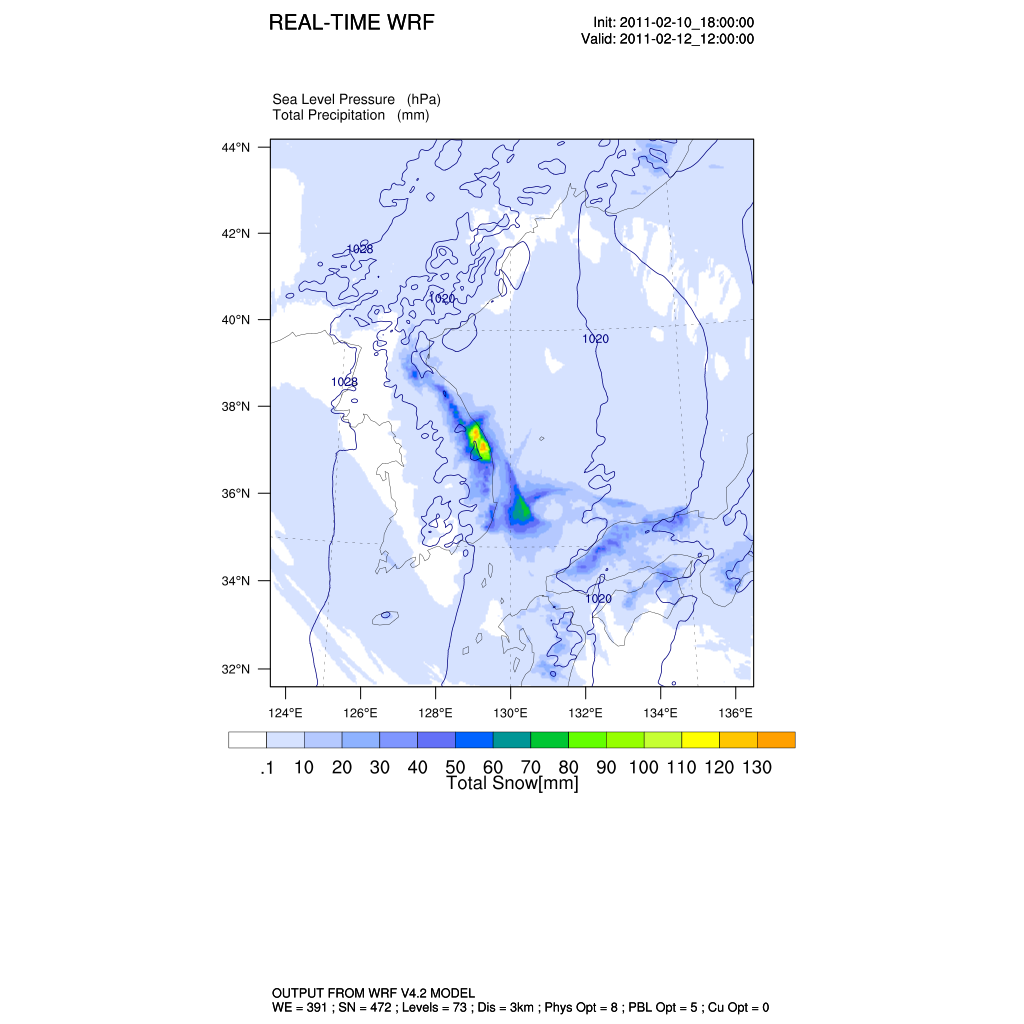 REAL-TIME WRF
Init: 2011-02-10_18:00:00
Valid: 2011-02-12_12:00:00
Sea Level Pressure (hPa)
Total Precipitation (mm)
44°N
42°N
1028
1020
40°N
1020
1028
38°N
36°N
34°N
1020
32°N
124°E 126°E 128°E 130°E 132°E 134°E 136°E
.1 10 20 30 40 50 60 70 80 90 100 110 120 130
Total Snow[mm]
OUTPUT FROM WRF V4.2 MODEL
WE = 391 ; SN = 472 ; Levels = 73 ; Dis = 3km ; Phys Opt = 8 ; PBL Opt = 5 ; Cu Opt = 0